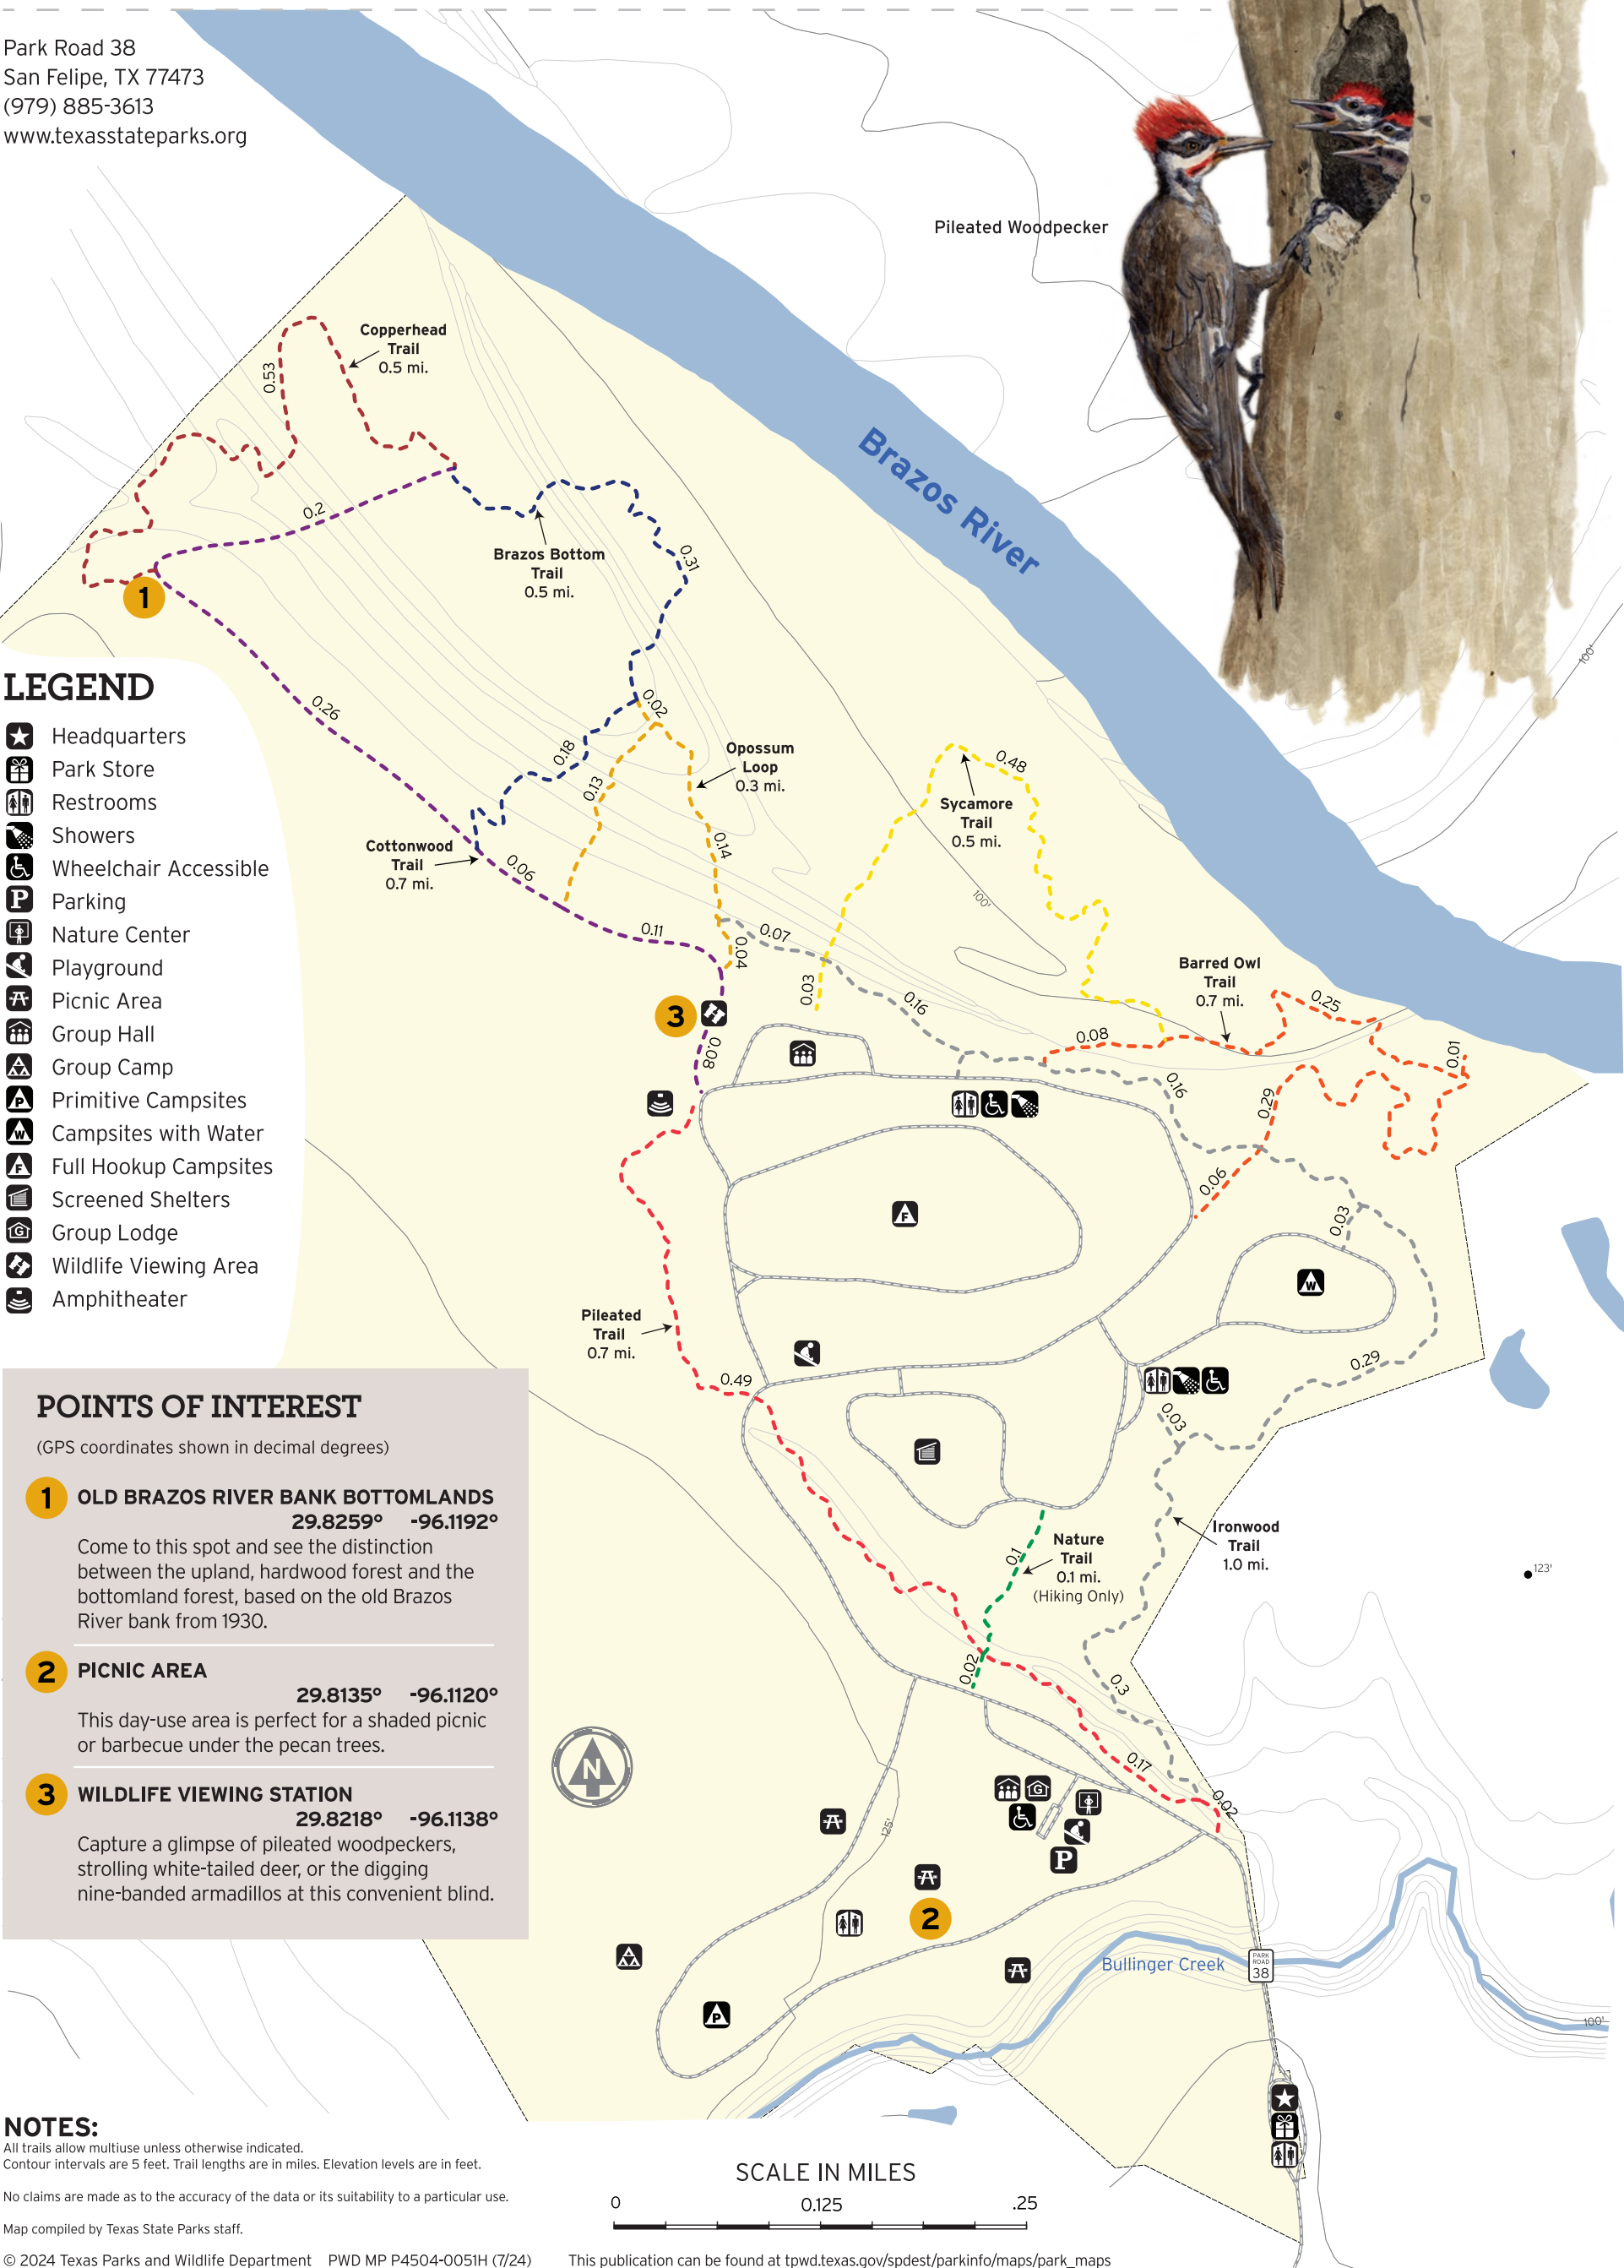 Park Road 38
San Felipe, TX 77473
(979) 885-3613
www.texasstateparks.org
Pileated Woodpecker
Brazos River
Copperhead
Trail
0.5 mi.
0.53
0.2
Brazos Bottom
Trail
0.5 mi.
0.31
1
0.26
0.02
0.18
0.13
Opossum
Loop
0.3 mi.
0.14
Cottonwood
Trail
0.7 mi.
0.06
0.11
0.04
0.07
0.03
0.48
Sycamore
Trail
0.5 mi.
100'
100'
0.16
Barred Owl
Trail
0.7 mi.
0.25
0.08
0.01
3
0.08
0.16
0.29
0.06
0.03
F
W
Pileated
Trail
0.7 mi.
0.49
0.29
0.03
Ironwood
Trail
1.0 mi.
Nature
Trail
0.1 mi.
(Hiking Only)
0.1
0.02
0.3
0.17
0.02
123'
125'
N
G
P
2
P
Bullinger Creek
PARK
ROAD
38
100'
LEGEND
Headquarters
Park Store
Restrooms
Showers
Wheelchair Accessible
P Parking
Nature Center
Playground
Picnic Area
Group Hall
Group Camp
P Primitive Campsites
W Campsites with Water
F Full Hookup Campsites
Screened Shelters
G Group Lodge
Wildlife Viewing Area
Amphitheater
POINTS OF INTEREST
(GPS coordinates shown in decimal degrees)
1 OLD BRAZOS RIVER BANK BOTTOMLANDS
29.8259° -96.1192°
Come to this spot and see the distinction
between the upland, hardwood forest and the
bottomland forest, based on the old Brazos
River bank from 1930.
2 PICNIC AREA
29.8135° -96.1120°
This day-use area is perfect for a shaded picnic
or barbecue under the pecan trees.
3 WILDLIFE VIEWING STATION
29.8218° -96.1138°
Capture a glimpse of pileated woodpeckers,
strolling white-tailed deer, or the digging
nine-banded armadillos at this convenient blind.
NOTES:
All trails allow multiuse unless otherwise indicated.
Contour intervals are 5 feet. Trail lengths are in miles. Elevation levels are in feet.
No claims are made as to the accuracy of the data or its suitability to a particular use.
Map compiled by Texas State Parks staff.
© 2024 Texas Parks and Wildlife Department PWD MP P4504-0051H (7/24) This publication can be found at tpwd.texas.gov/spdest/parkinfo/maps/park_maps
SCALE IN MILES
0 0.125 .25